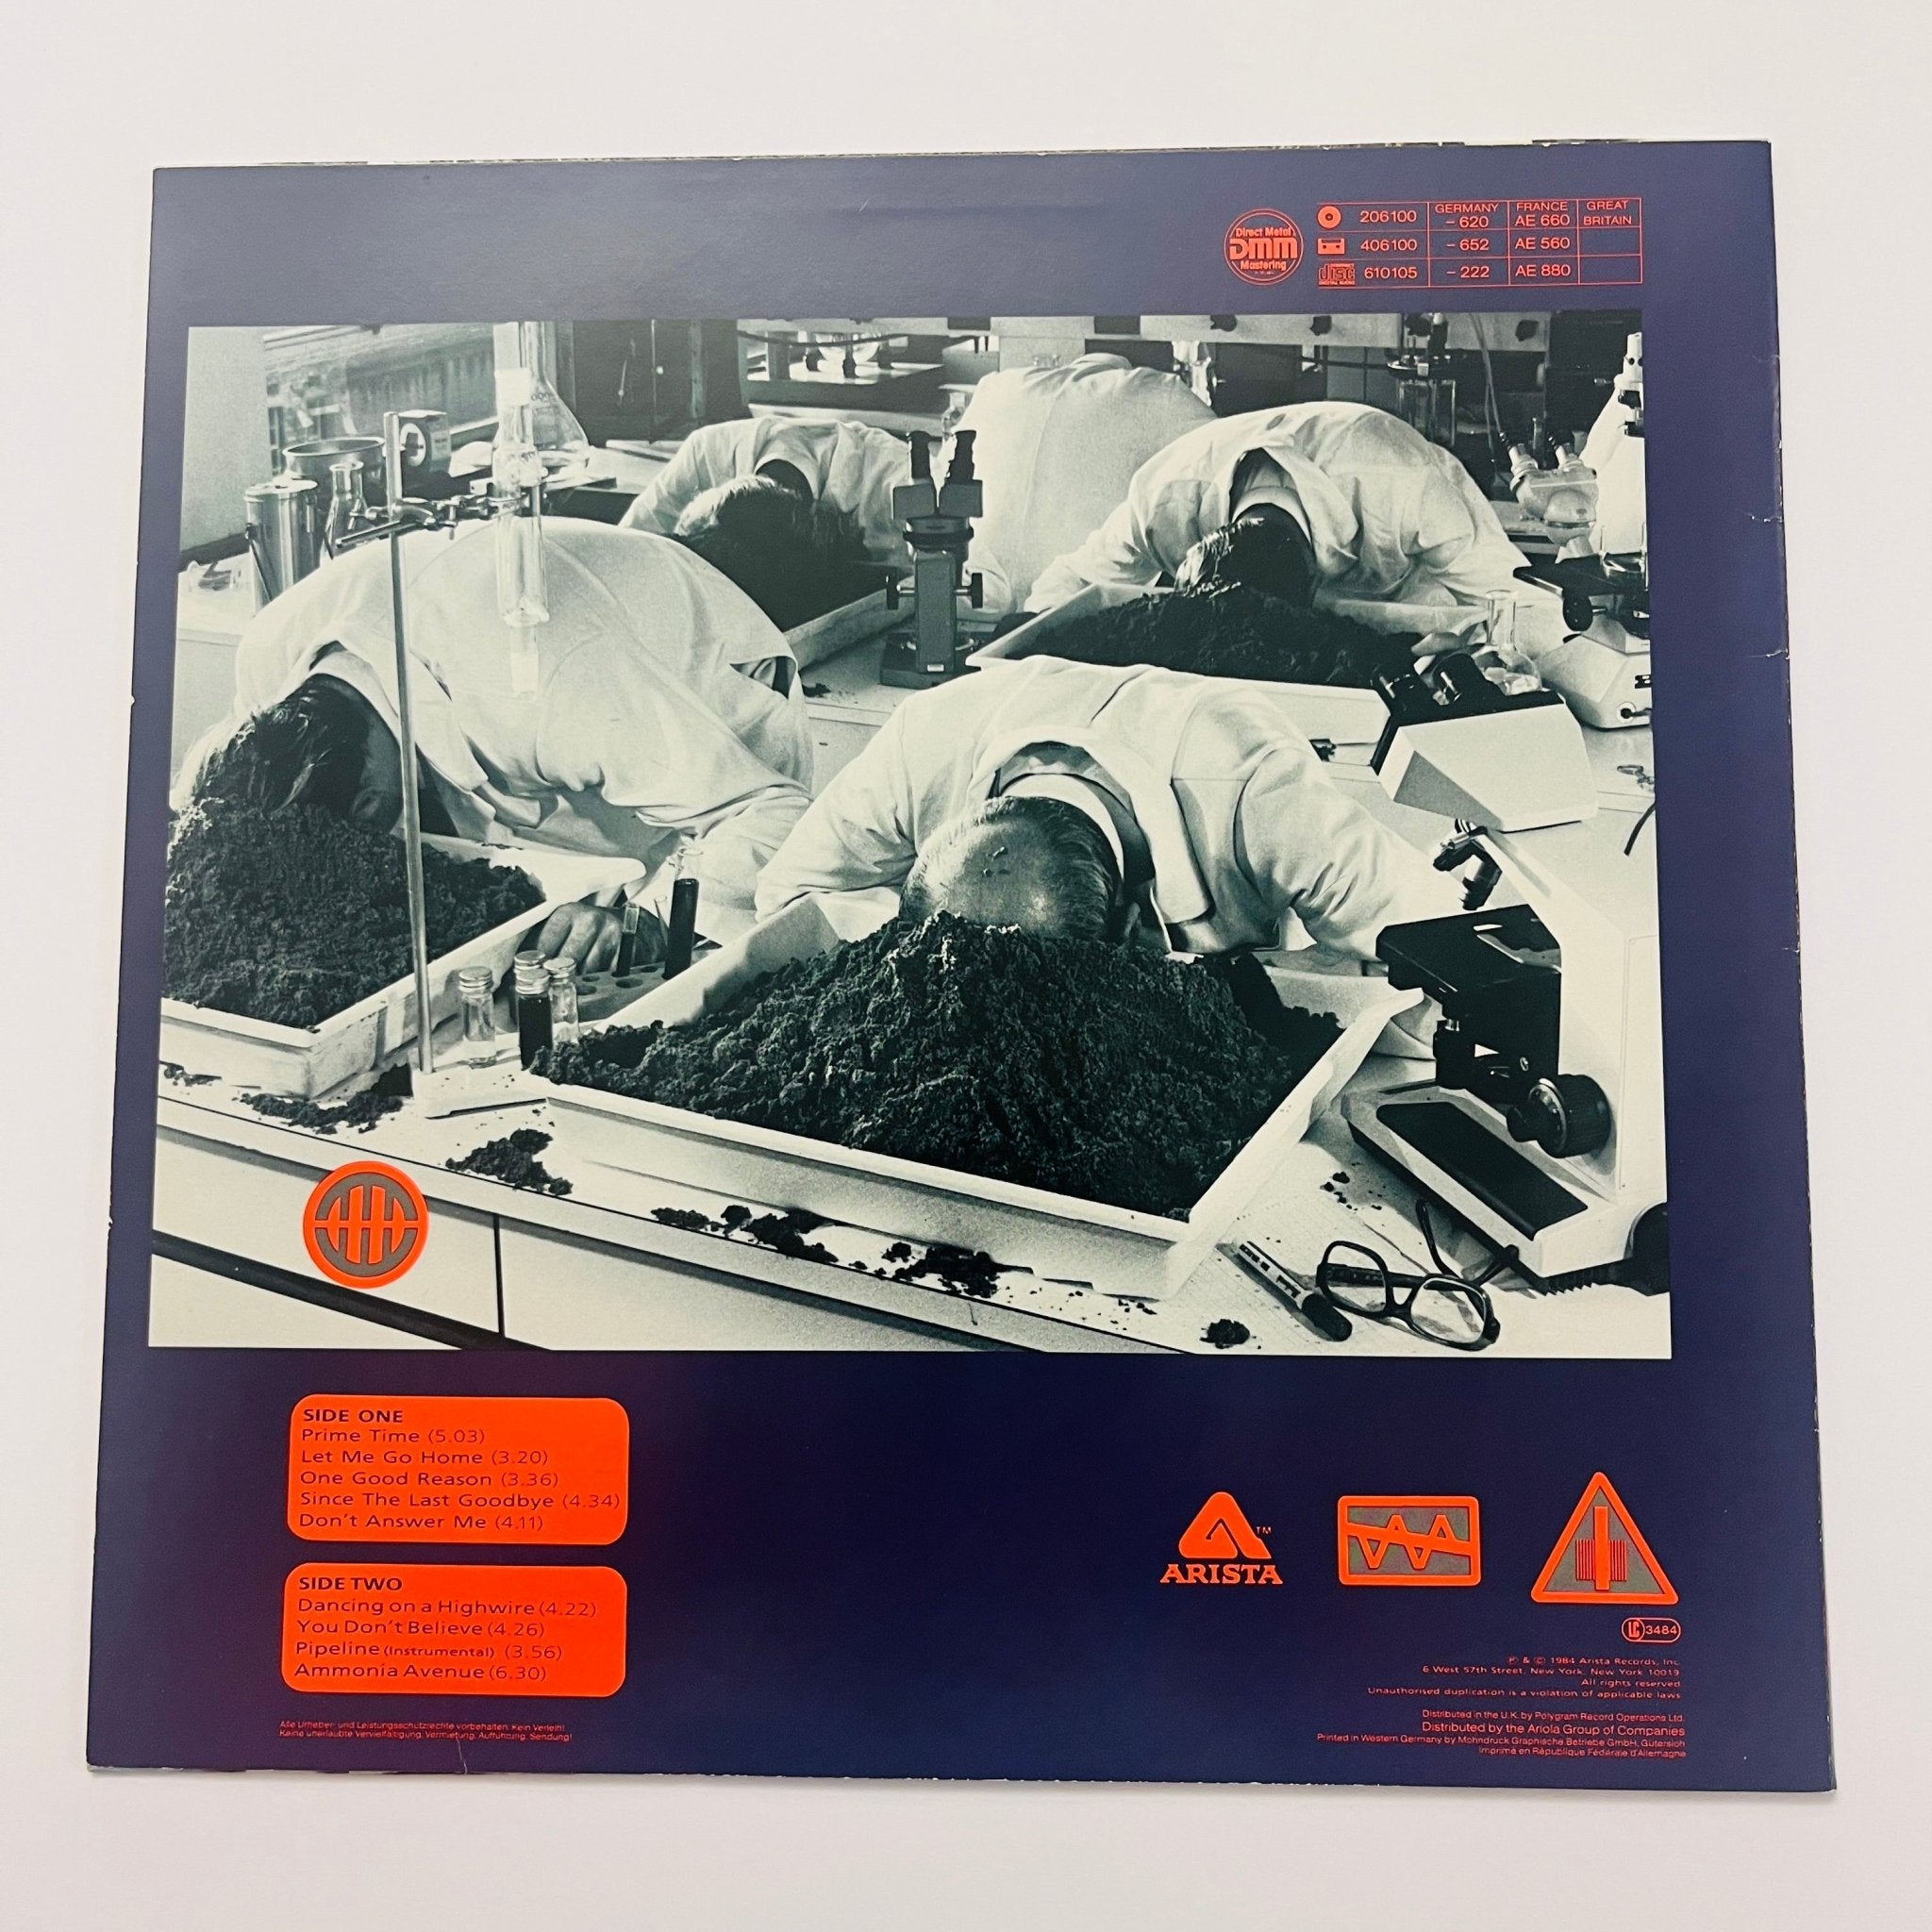 Direct Metal
DMM
Mastering
GERMANY FRANCE GREAT BRITAIN
206100 – 620 AE 660
406100 – 652 AE 560
disc 610105 – 222 AE 880
SIDE ONE
Prime Time (5.03)
Let Me Go Home (3.20)
One Good Reason (3.36)
Since The Last Goodbye (4.34)
Don't Answer Me (4.11)
SIDE TWO
Dancing on a Highwire (4.22)
You Don't Believe (4.26)
Pipeline (Instrumental) (3.56)
Ammonia Avenue (6.30)
Alle Urheber- und Leistungsschutzrechte vorbehalten. Kein Verleih!
Keine unerlaubte Vervielfältigung, Vermietung, Aufführung, Sendung!
ARISTA TM
LC 3484
℗ & © 1984 Arista Records, Inc.
6 West 57th Street, New York, New York 10019
All rights reserved
Unauthorised duplication is a violation of applicable laws
Distributed in the U.K. by Polygram Record Operations Ltd.
Distributed by the Ariola Group of Companies
Printed in Western Germany by Mohndruck Graphische Betriebe GmbH, Gütersloh
Imprimé en République Fédérale d'Allemagne